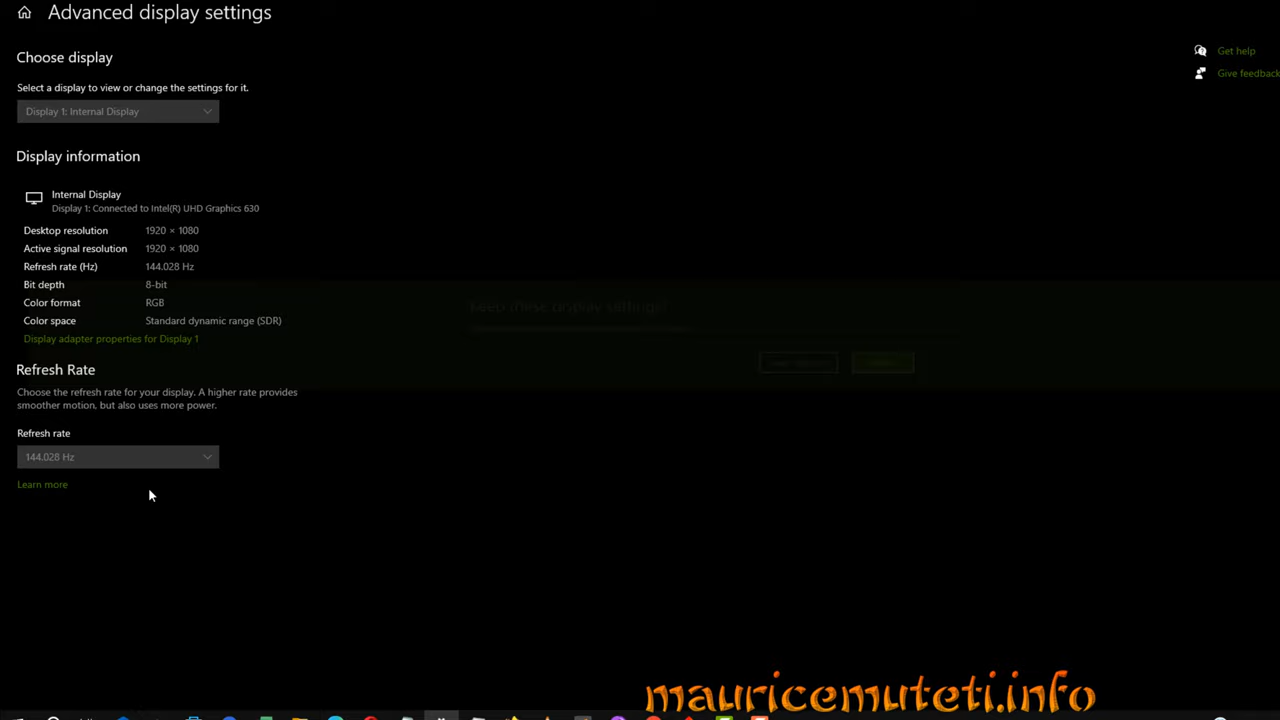 Advanced display settings
Choose display
Get help
Give feedback
Select a display to view or change the settings for it.
Display 1: Internal Display
Display information
Internal Display
Display 1: Connected to Intel(R) UHD Graphics 630
Desktop resolution 1920 × 1080
Active signal resolution 1920 × 1080
Refresh rate (Hz) 144.028 Hz
Bit depth 8-bit
Color format RGB
Color space Standard dynamic range (SDR)
Display adapter properties for Display 1
Keep these display settings?
Refresh Rate
Choose the refresh rate for your display. A higher rate provides
smoother motion, but also uses more power.
Refresh rate
144.028 Hz
Learn more
mauricemuteti.info